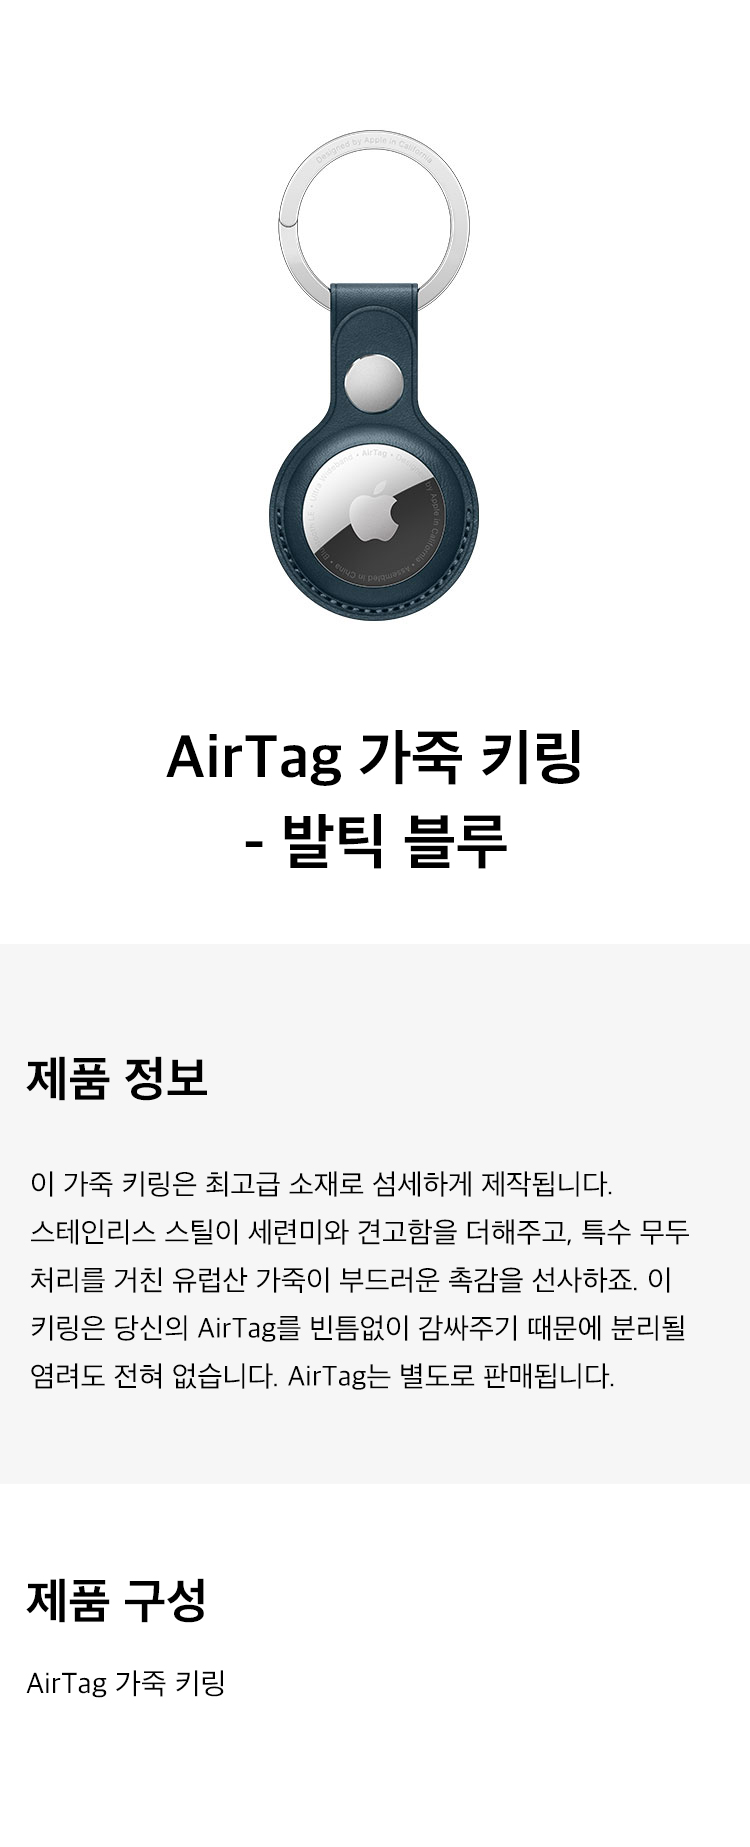 Designed by Apple in California
Ultra Wideband • AirTag • Designed by Apple in California • Assembled in China •
AirTag 가죽 키링
- 발틱 블루
제품 정보
이 가죽 키링은 최고급 소재로 섬세하게 제작됩니다.
스테인리스 스틸이 세련미와 견고함을 더해주고, 특수 무두
처리를 거친 유럽산 가죽이 부드러운 촉감을 선사하죠. 이
키링은 당신의 AirTag를 빈틈없이 감싸주기 때문에 분리될
염려도 전혀 없습니다. AirTag는 별도로 판매됩니다.
제품 구성
AirTag 가죽 키링